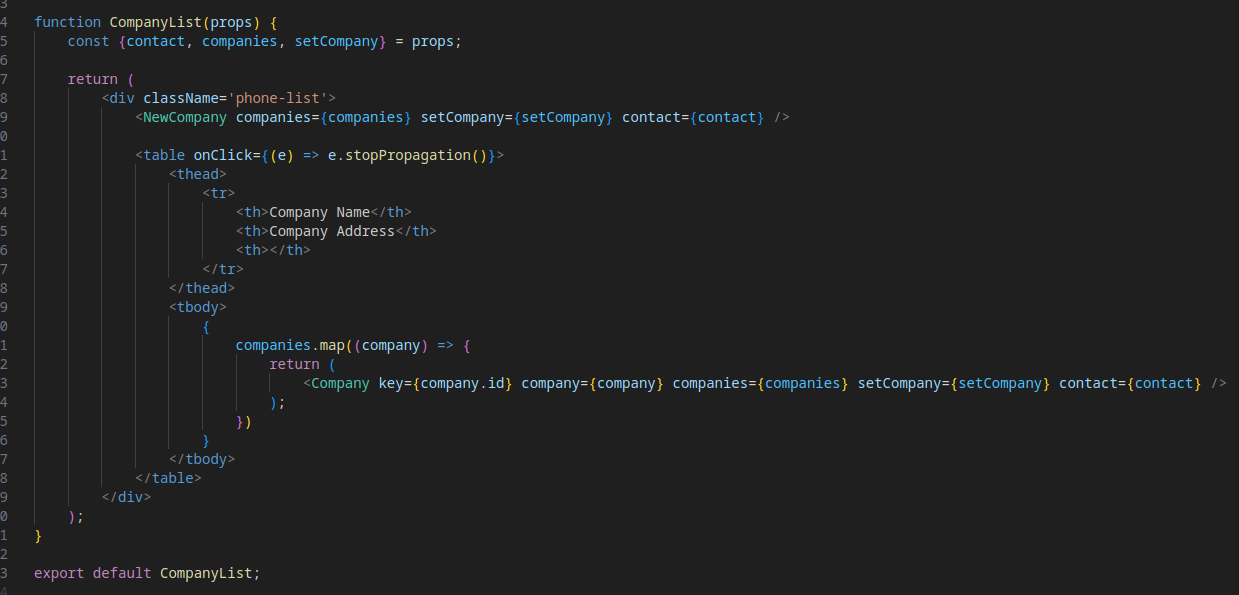 3
4 function CompanyList(props) {
5     const {contact, companies, setCompany} = props;
6
7     return (
8         <div className='phone-list'>
9             <NewCompany companies={companies} setCompany={setCompany} contact={contact} />
0
1             <table onClick={(e) => e.stopPropagation()}>
2                 <thead>
3                     <tr>
4                         <th>Company Name</th>
5                         <th>Company Address</th>
6                         <th></th>
7                     </tr>
8                 </thead>
9                 <tbody>
0                     {
1                         companies.map((company) => {
2                             return (
3                                 <Company key={company.id} company={company} companies={companies} setCompany={setCompany} contact={contact} />
4                             );
5                         })
6                     }
7                 </tbody>
8             </table>
9         </div>
0     );
1 }
2
3 export default CompanyList;
4